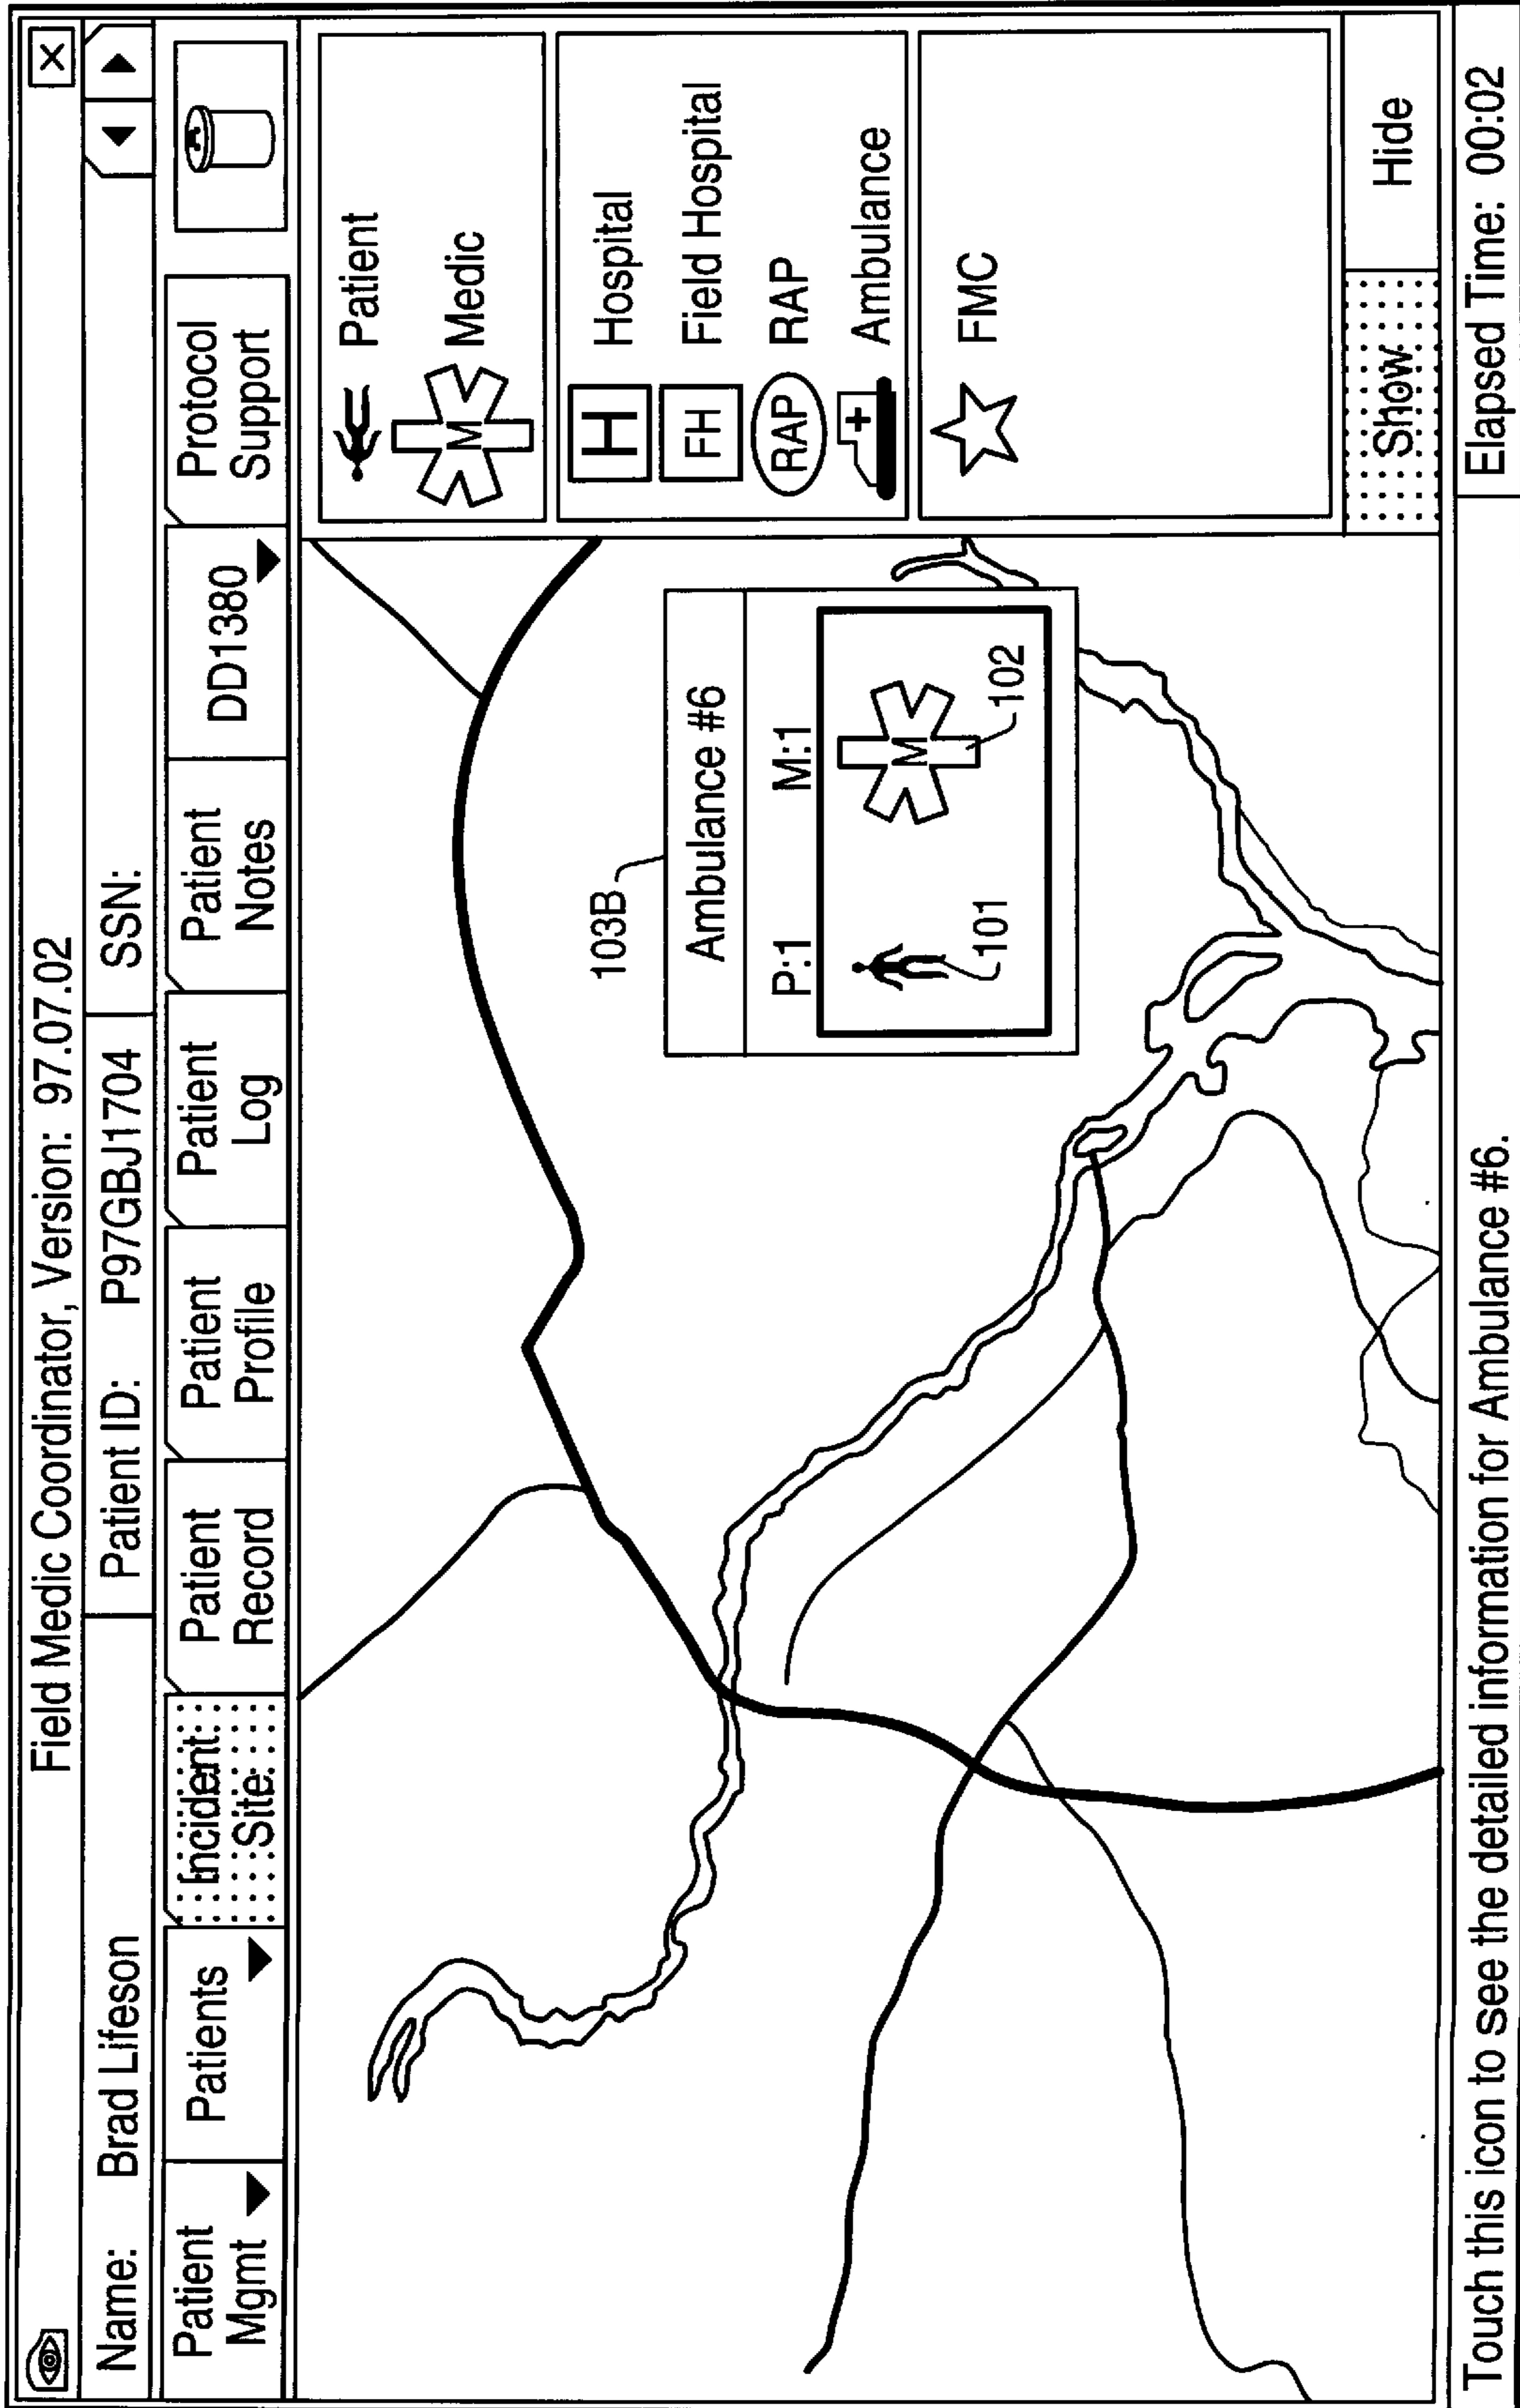 Field Medic Coordinator, Version: 97.07.02
X
Name: Brad Lifeson
Patient ID: P97GBJ1704
SSN:
Patient
Mgmt
Patients
Incident
Site
Patient
Record
Patient
Profile
Patient
Log
Patient
Notes
DD1380
Protocol
Support
103B
Ambulance #6
P:1 M:1
M
101
102
Patient
M Medic
H Hospital
FH Field Hospital
RAP RAP
Ambulance
FMC
Show Hide
Touch this icon to see the detailed information for Ambulance #6.
Elapsed Time: 00:02